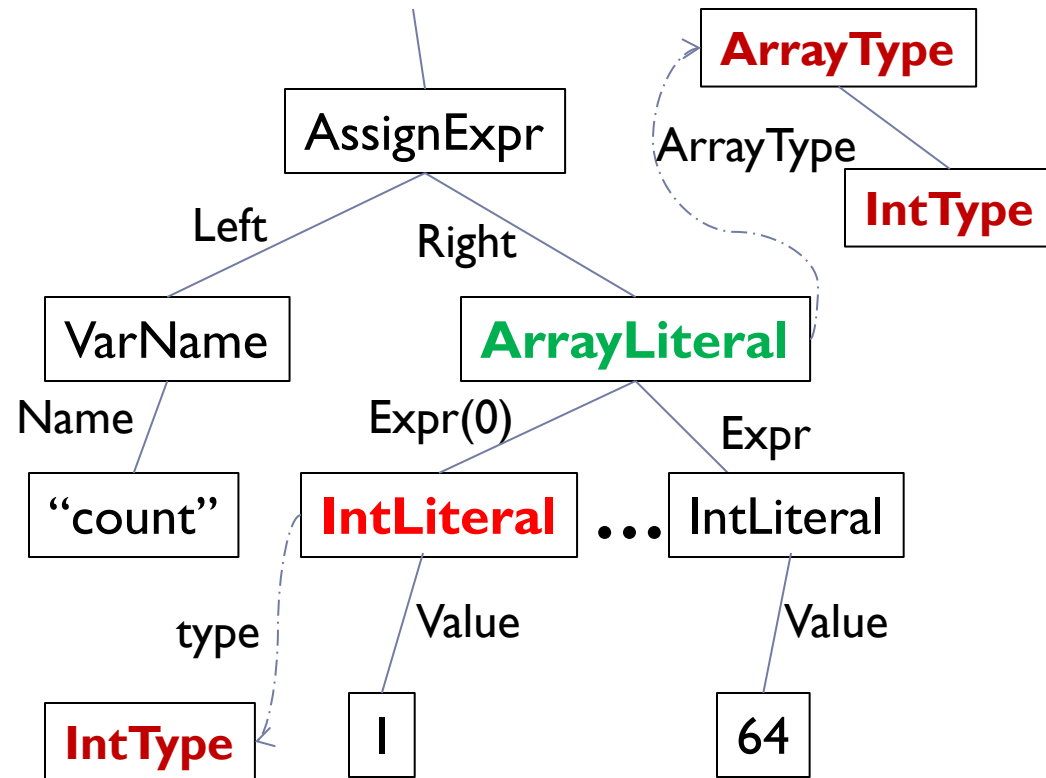 ArrayType
AssignExpr
ArrayType
IntType
Left
Right
VarName
ArrayLiteral
Name
Expr(0)
Expr
“count”
IntLiteral
...
IntLiteral
type
Value
Value
IntType
1
64